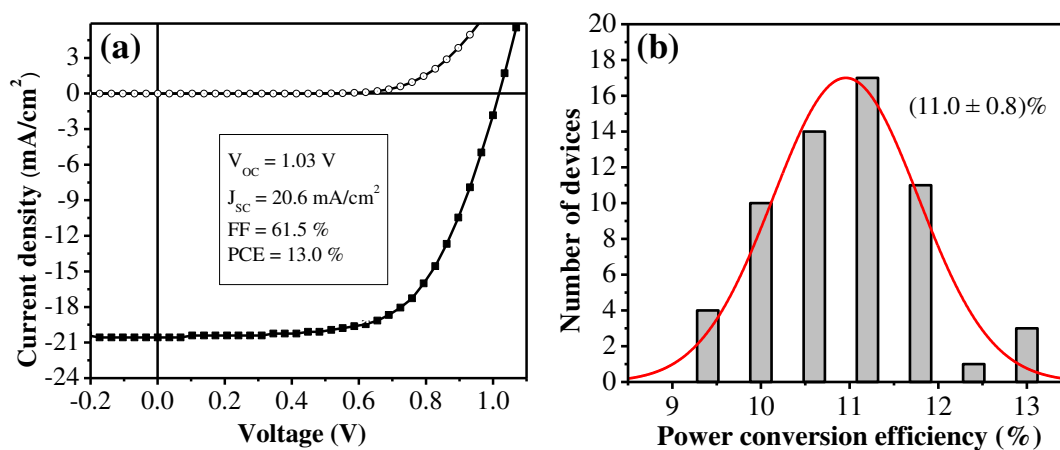 (a)
3
0
-3
-6
-9
-12
-15
-18
-21
-24
Current density (mA/cm²)
V_OC = 1.03 V
J_SC = 20.6 mA/cm²
FF = 61.5 %
PCE = 13.0 %
-0.2 0.0 0.2 0.4 0.6 0.8 1.0
Voltage (V)
(b)
20
18
16
14
12
10
8
6
4
2
0
Number of devices
(11.0 ± 0.8)%
9 10 11 12 13
Power conversion efficiency (%)